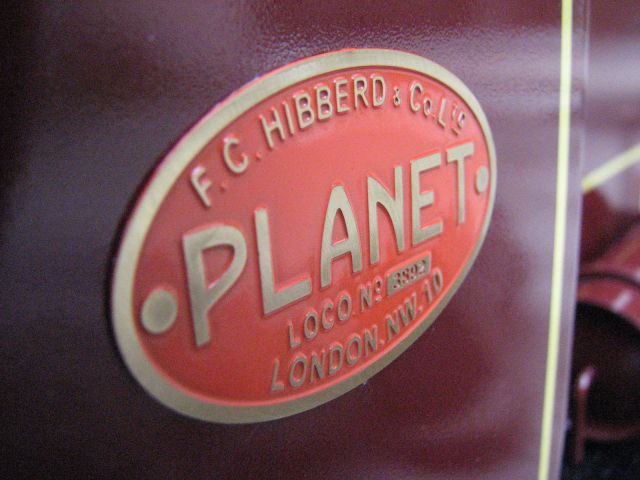 F.C. HIBBERD & Co. LTD
PLANET
LOCO. No
LONDON. NW. 10